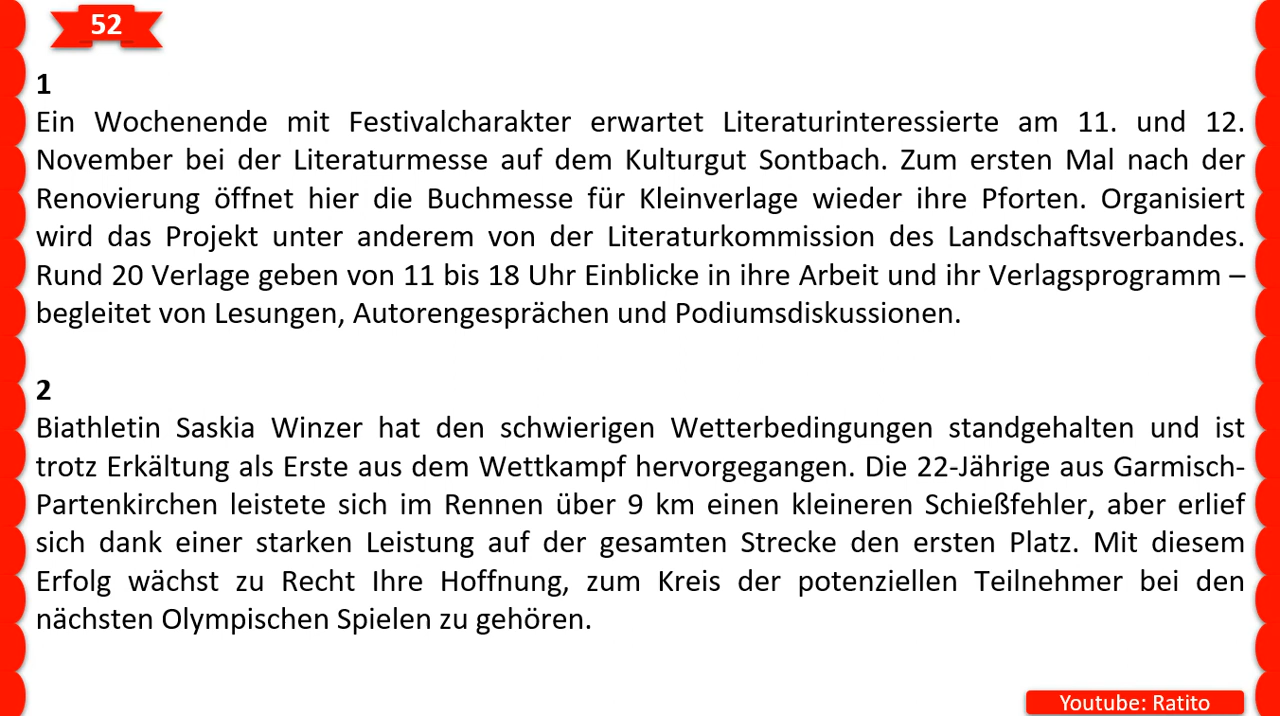 52
1
Ein Wochenende mit Festivalcharakter erwartet Literaturinteressierte am 11. und 12.
November bei der Literaturmesse auf dem Kulturgut Sontbach. Zum ersten Mal nach der
Renovierung öffnet hier die Buchmesse für Kleinverlage wieder ihre Pforten. Organisiert
wird das Projekt unter anderem von der Literaturkommission des Landschaftsverbandes.
Rund 20 Verlage geben von 11 bis 18 Uhr Einblicke in ihre Arbeit und ihr Verlagsprogramm –
begleitet von Lesungen, Autorengesprächen und Podiumsdiskussionen.
2
Biathletin Saskia Winzer hat den schwierigen Wetterbedingungen standgehalten und ist
trotz Erkältung als Erste aus dem Wettkampf hervorgegangen. Die 22-Jährige aus Garmisch-
Partenkirchen leistete sich im Rennen über 9 km einen kleineren Schießfehler, aber erlief
sich dank einer starken Leistung auf der gesamten Strecke den ersten Platz. Mit diesem
Erfolg wächst zu Recht Ihre Hoffnung, zum Kreis der potenziellen Teilnehmer bei den
nächsten Olympischen Spielen zu gehören.
Youtube: Ratito